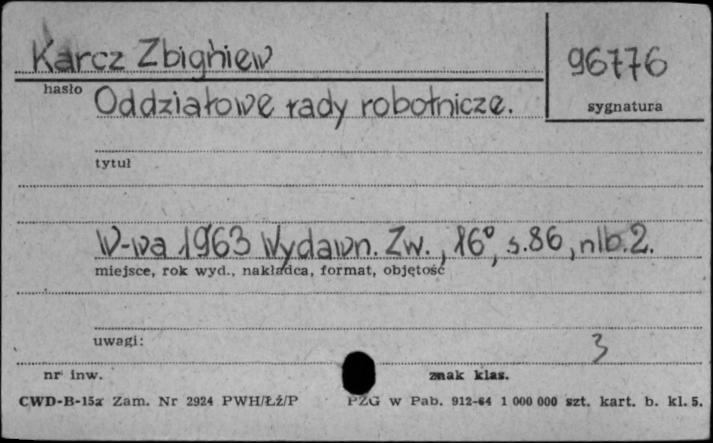 Karcz Zbigniew
96776
hasło
Oddziałowe rady robotnicze.
sygnatura
tytuł
W-wa 1963 Wydawn. Zw., 16°, s.86, nlb.2.
miejsce, rok wyd., nakładca, format, objętość
uwagi:
3
nr inw.
znak klas.
CWD-B-15a Zam. Nr 2924 PWH/Łź/P
PZG w Pab. 912-64 1 000 000 szt. kart. b. kl. 5.